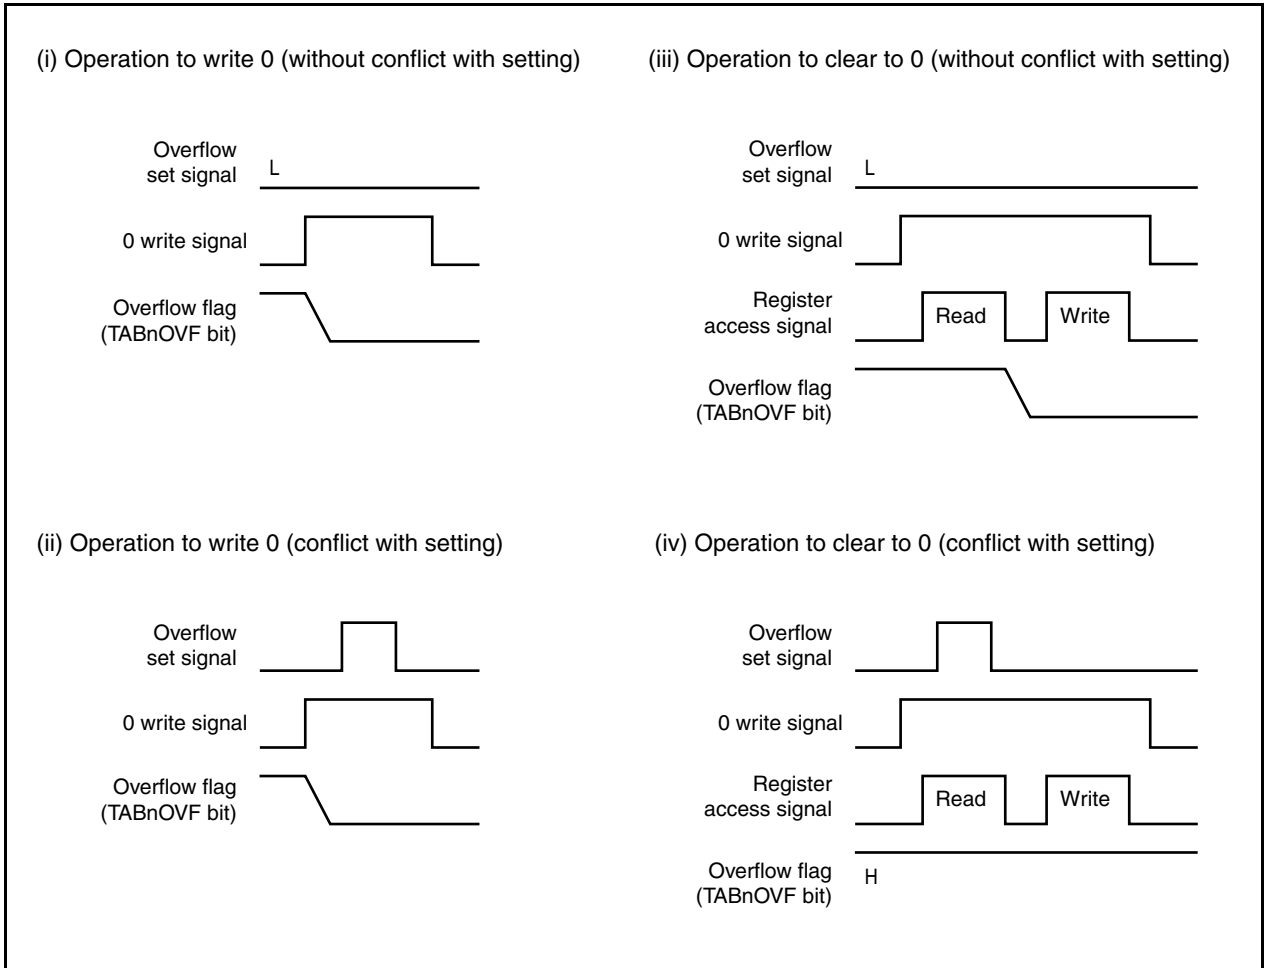 (i) Operation to write 0 (without conflict with setting)
Overflow
set signal
L
0 write signal
Overflow flag
(TABnOVF bit)
(iii) Operation to clear to 0 (without conflict with setting)
Overflow
set signal
L
0 write signal
Register
access signal
Read
Write
Overflow flag
(TABnOVF bit)
(ii) Operation to write 0 (conflict with setting)
Overflow
set signal
0 write signal
Overflow flag
(TABnOVF bit)
(iv) Operation to clear to 0 (conflict with setting)
Overflow
set signal
0 write signal
Register
access signal
Read
Write
Overflow flag
(TABnOVF bit)
H